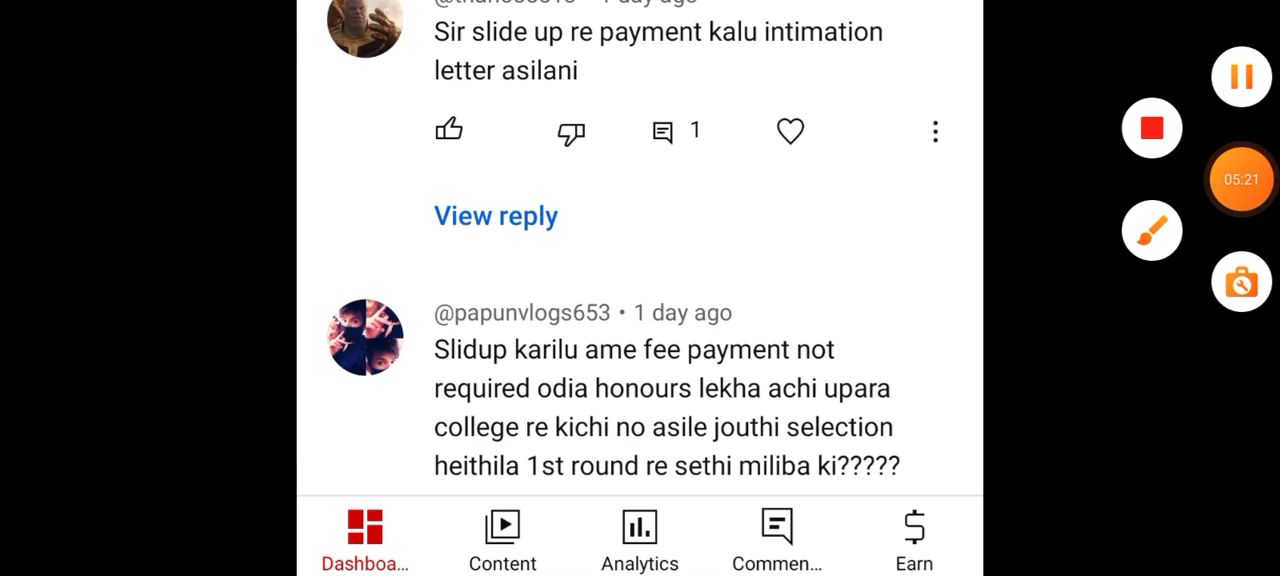 Sir slide up re payment kalu intimation
letter asilani
1
View reply
@papunvlogs653 • 1 day ago
Slidup karilu ame fee payment not
required odia honours lekha achi upara
college re kichi no asile jouthi selection
heithila 1st round re sethi miliba ki?????
Dashboa...
Content
Analytics
Commen...
Earn
05:21